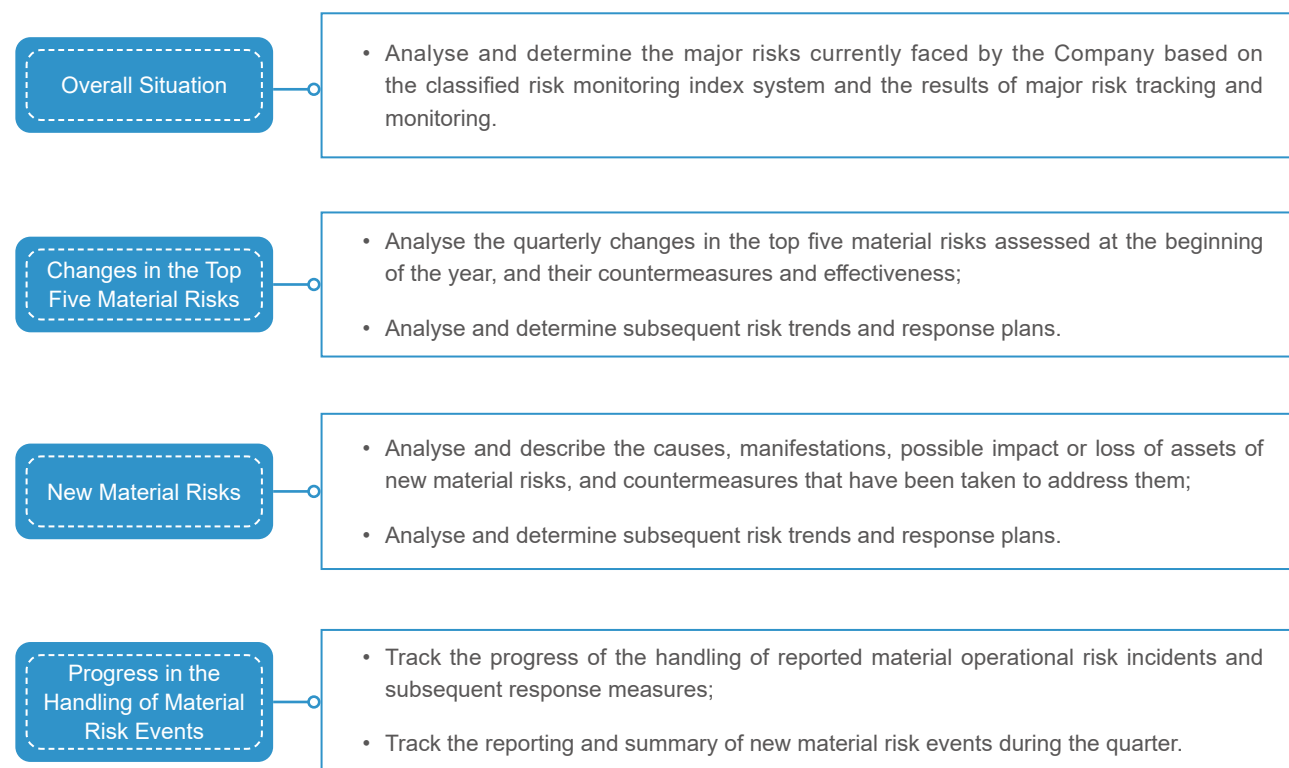 Overall Situation
• Analyse and determine the major risks currently faced by the Company based on
the classified risk monitoring index system and the results of major risk tracking and
monitoring.
Changes in the Top
Five Material Risks
• Analyse the quarterly changes in the top five material risks assessed at the beginning
of the year, and their countermeasures and effectiveness;
• Analyse and determine subsequent risk trends and response plans.
New Material Risks
• Analyse and describe the causes, manifestations, possible impact or loss of assets of
new material risks, and countermeasures that have been taken to address them;
• Analyse and determine subsequent risk trends and response plans.
Progress in the
Handling of Material
Risk Events
• Track the progress of the handling of reported material operational risk incidents and
subsequent response measures;
• Track the reporting and summary of new material risk events during the quarter.